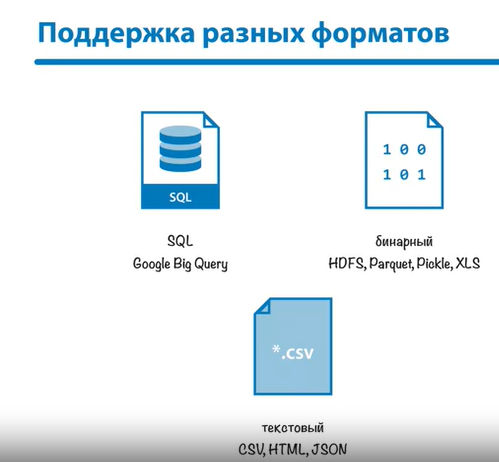 Поддержка разных форматов
SQL
1 0 0
1 0 1
SQL
Google Big Query
бинарный
HDFS, Parquet, Pickle, XLS
*.CSV
текстовый
CSV, HTML, JSON